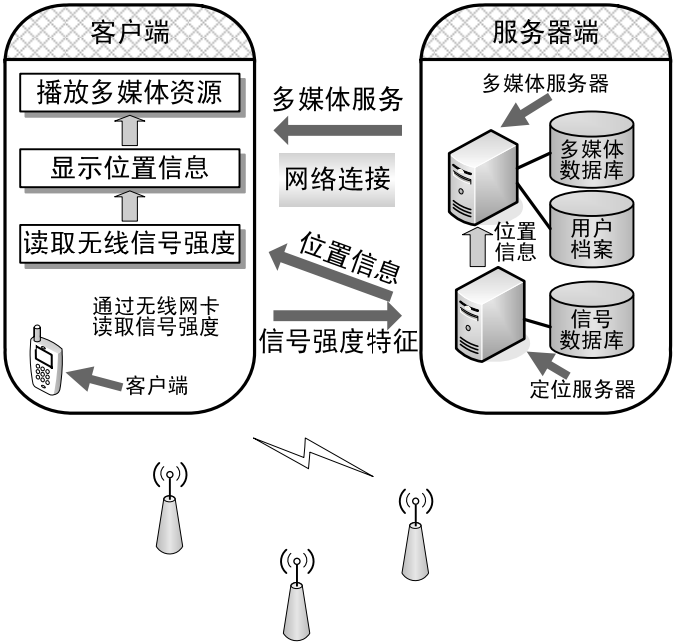 客户端
播放多媒体资源
显示位置信息
读取无线信号强度
通过无线网卡
读取信号强度
客户端
多媒体服务
网络连接
位置信息
信号强度特征
服务器端
多媒体服务器
多媒体
数据库
用户
档案
位置
信息
信号
数据库
定位服务器